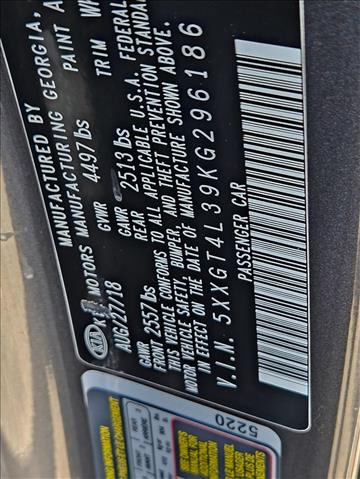 MANUFACTURED BY
KIA MOTORS MANUFACTURING GEORGIA,
AUG/27/18 GVWR 4497 lbs TRIM PAINT
GAWR FRONT 2557 lbs GAWR REAR 2513 lbs
THIS VEHICLE CONFORMS TO ALL APPLICABLE U.S.A. FEDERAL
MOTOR VEHICLE SAFETY, BUMPER, AND THEFT PREVENTION STANDA
IN EFFECT ON THE DATE OF MANUFACTURE SHOWN ABOVE.
V.I.N: 5XXGT4L39KG296186
PASSENGER CAR
5220